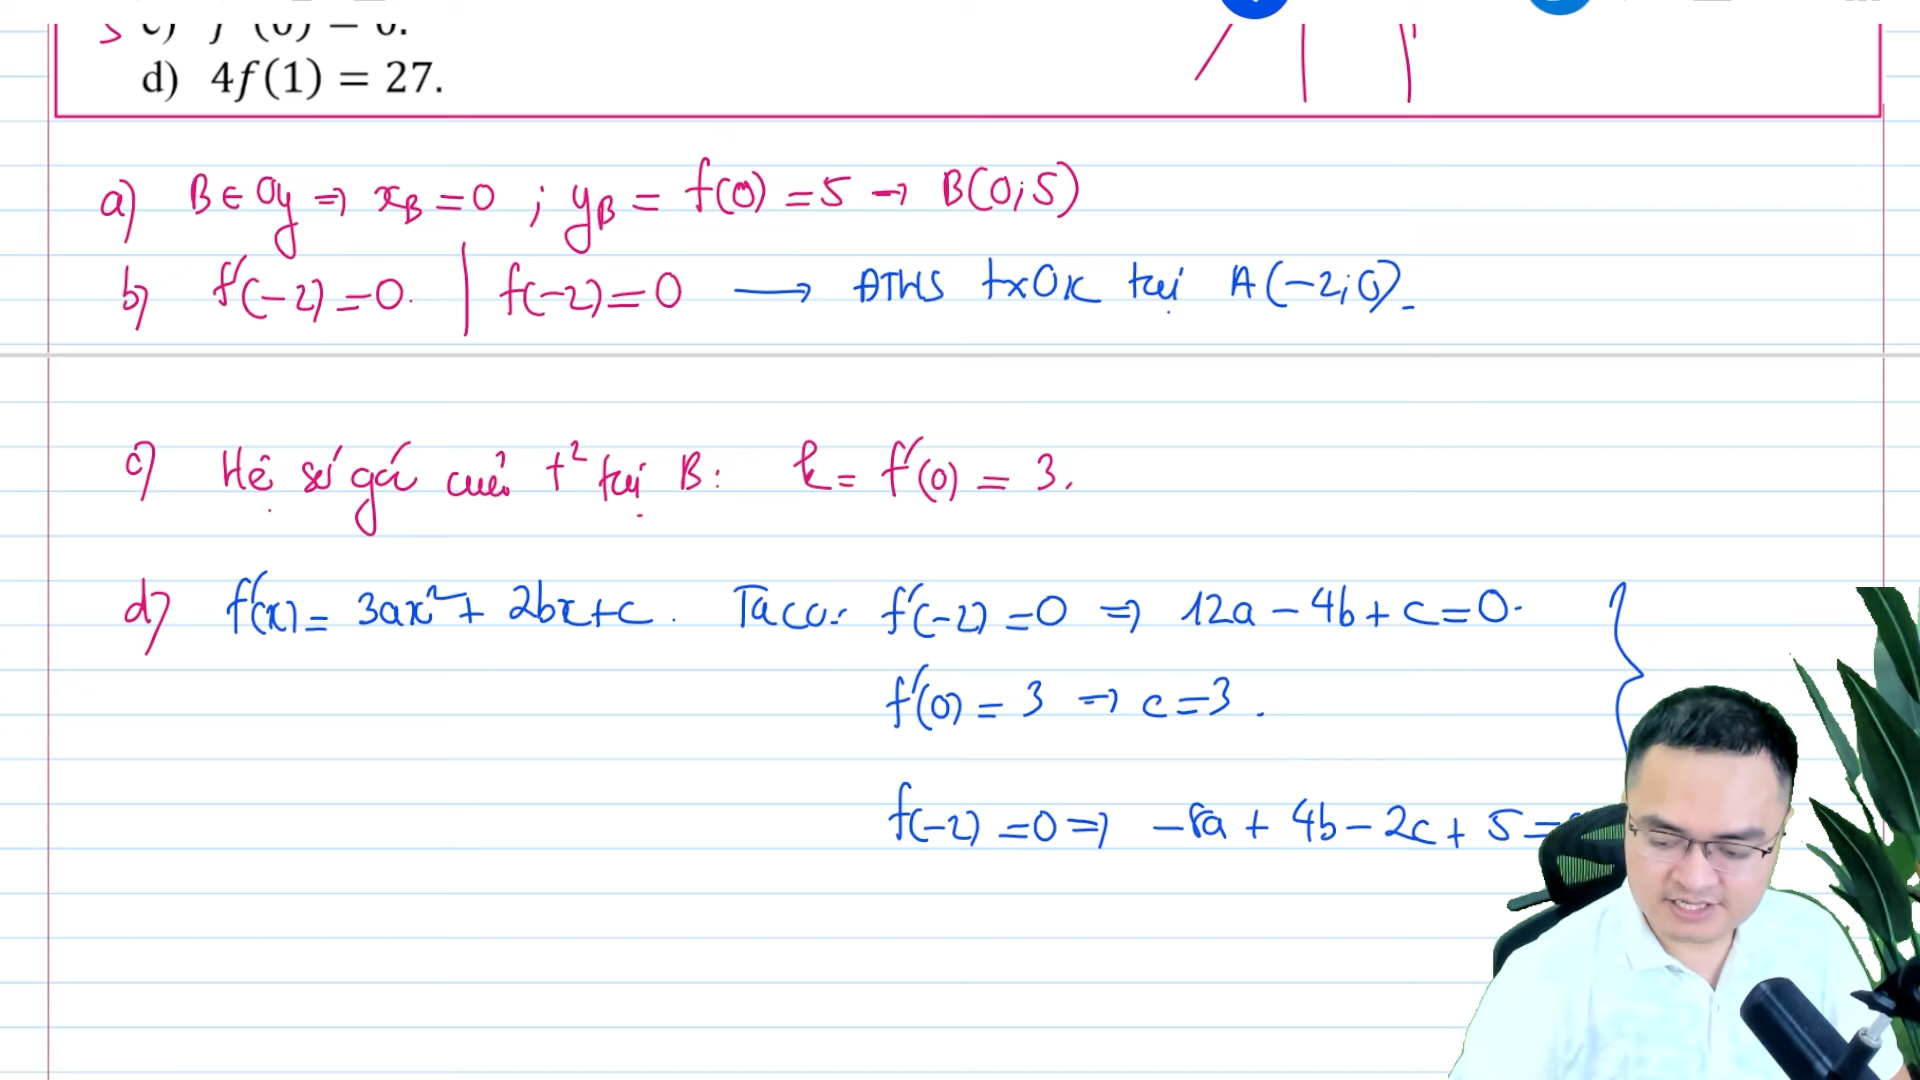 d) 4f(1) = 27.
a) B ∈ Oy ⇒ x_B = 0 ; y_B = f(0) = 5 → B(0;5)
b) f'(-2) = 0. | f(-2) = 0 → ĐTHS tx Ox tại A(-2;0).
c) Hệ số góc của t² tại B: k = f'(0) = 3.
d) f'(x) = 3ax² + 2bx + c. Ta có: f'(-2) = 0 ⇒ 12a - 4b + c = 0.
f'(0) = 3 → c = 3.
f(-2) = 0 ⇒ -8a + 4b - 2c + 5 =